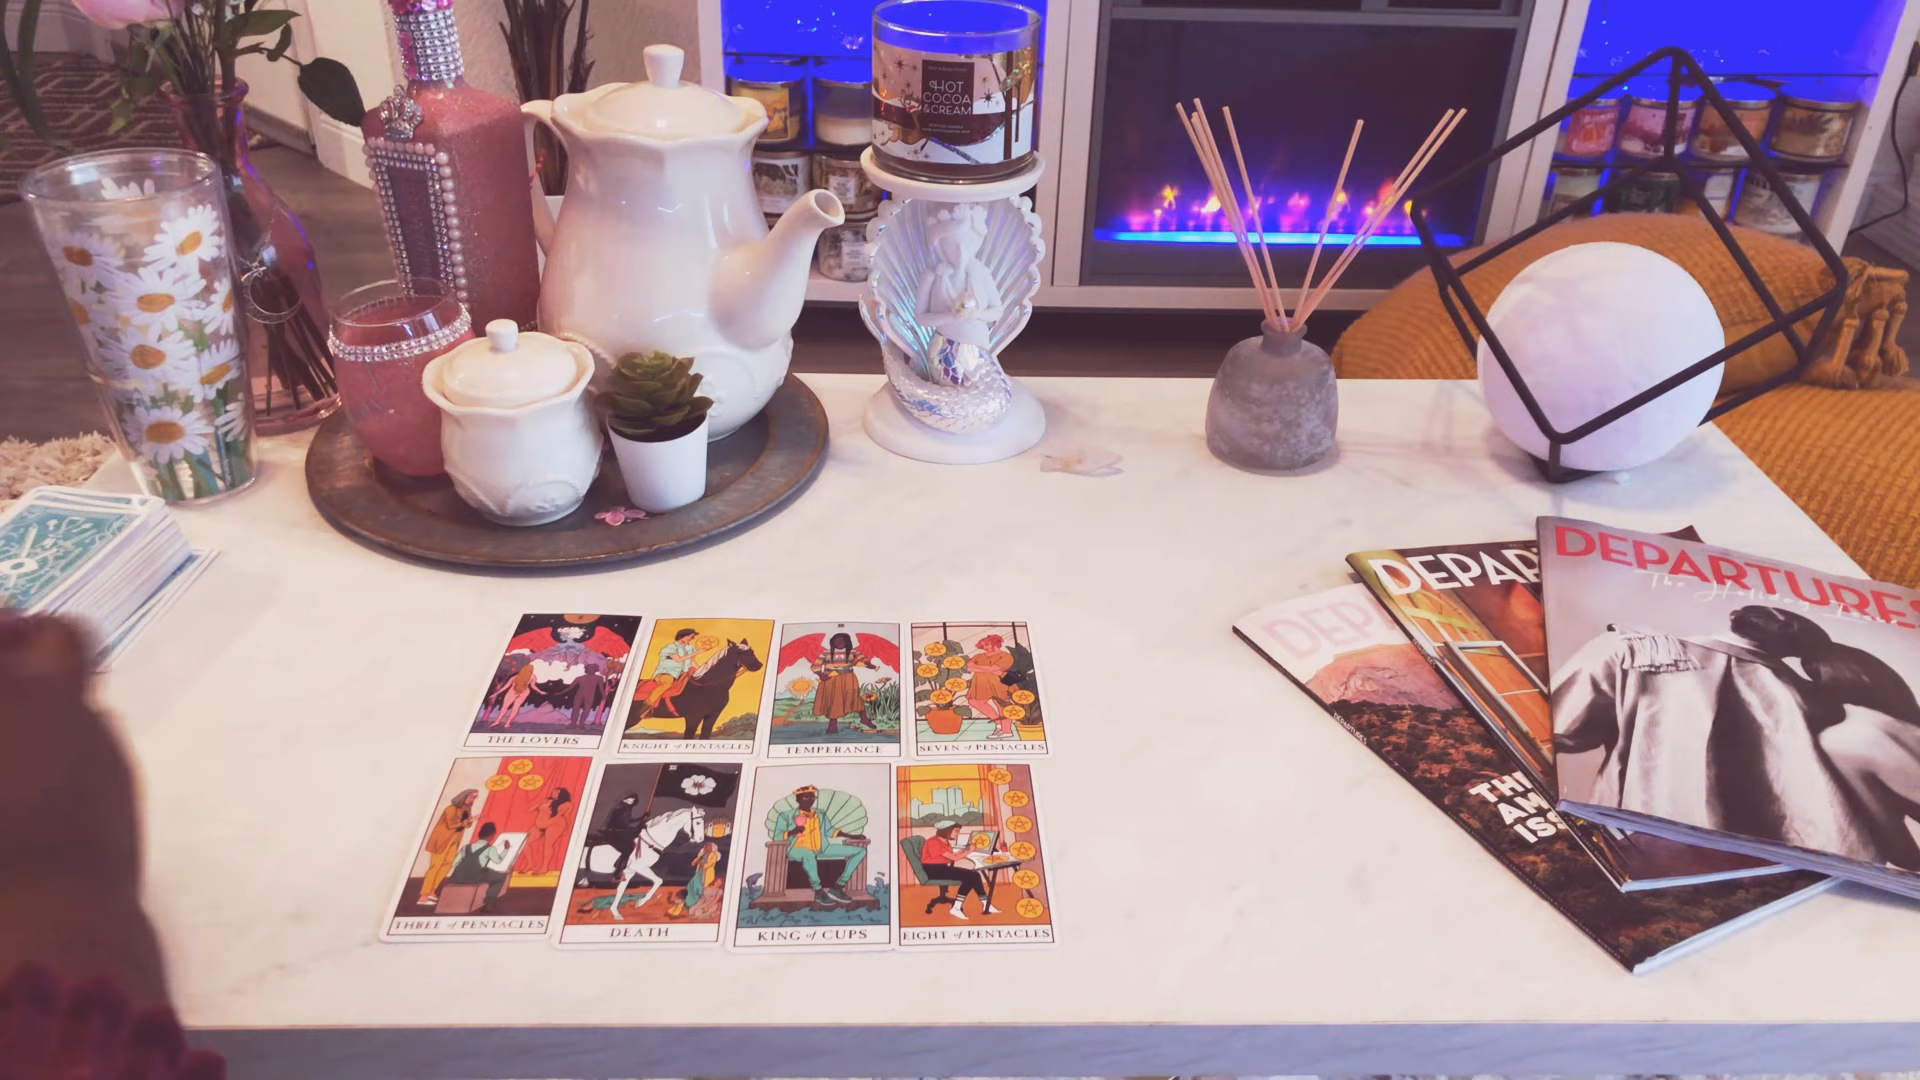 HOT
COCOA
&CREAM
DEPARTURES
DEPAR
DEP
THE LOVERS
KNIGHT of PENTACLES
TEMPERANCE
SEVEN of PENTACLES
THREE of PENTACLES
DEATH
KING of CUPS
EIGHT of PENTACLES